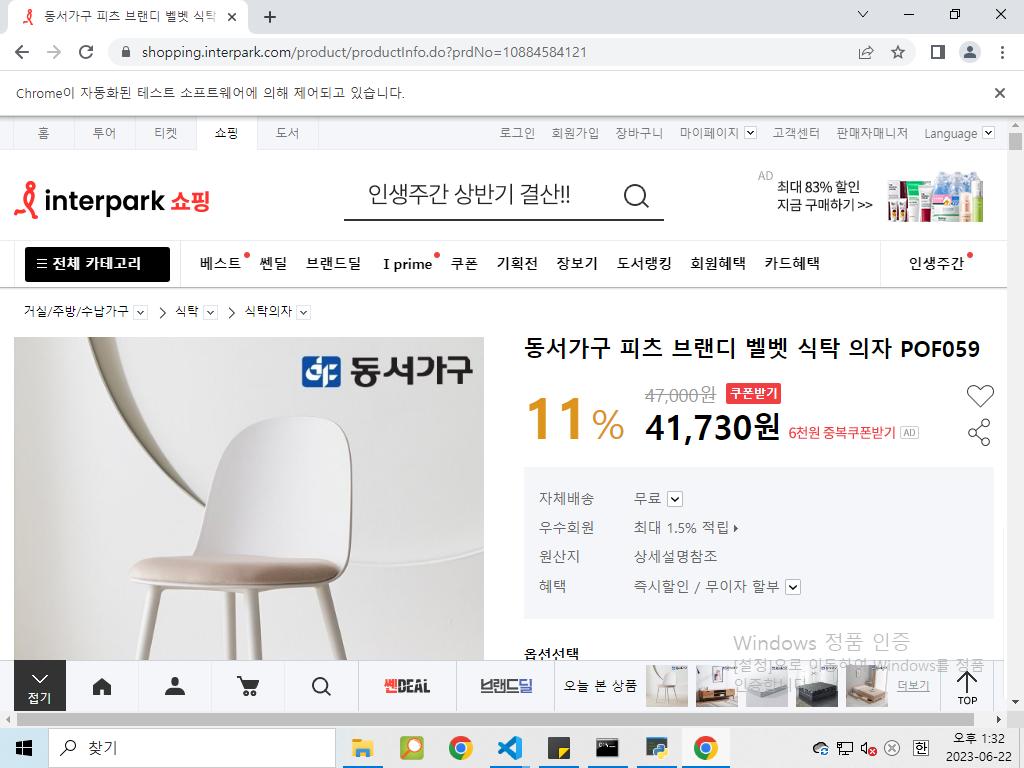 동서가구 피츠 브랜디 벨벳 식탁
shopping.interpark.com/product/productInfo.do?prdNo=10884584121
Chrome이 자동화된 테스트 소프트웨어에 의해 제어되고 있습니다.
홈 투어 티켓 쇼핑 도서 로그인 회원가입 장바구니 마이페이지 고객센터 판매자매니저 Language
interpark 쇼핑
인생주간 상반기 결산!!
AD
최대 83% 할인
지금 구매하기 >>
전체 카테고리 베스트 쎈딜 브랜드딜 I prime 쿠폰 기획전 장보기 도서랭킹 회원혜택 카드혜택 인생주간
거실/주방/수납가구 식탁 식탁의자
동서가구
동서가구 피츠 브랜디 벨벳 식탁 의자 POF059
11% 47,000원 쿠폰받기
41,730원 6천원 중복쿠폰받기 AD
자체배송 무료
우수회원 최대 1.5% 적립
원산지 상세설명참조
혜택 즉시할인 / 무이자 할부
옵션선택
Windows 정품 인증
[설정]으로 이동하여 Windows를 정품
인증합니다.
접기 쎈DEAL 브랜드딜 오늘 본 상품 더보기 TOP
찾기
한
오후 1:32
2023-06-22